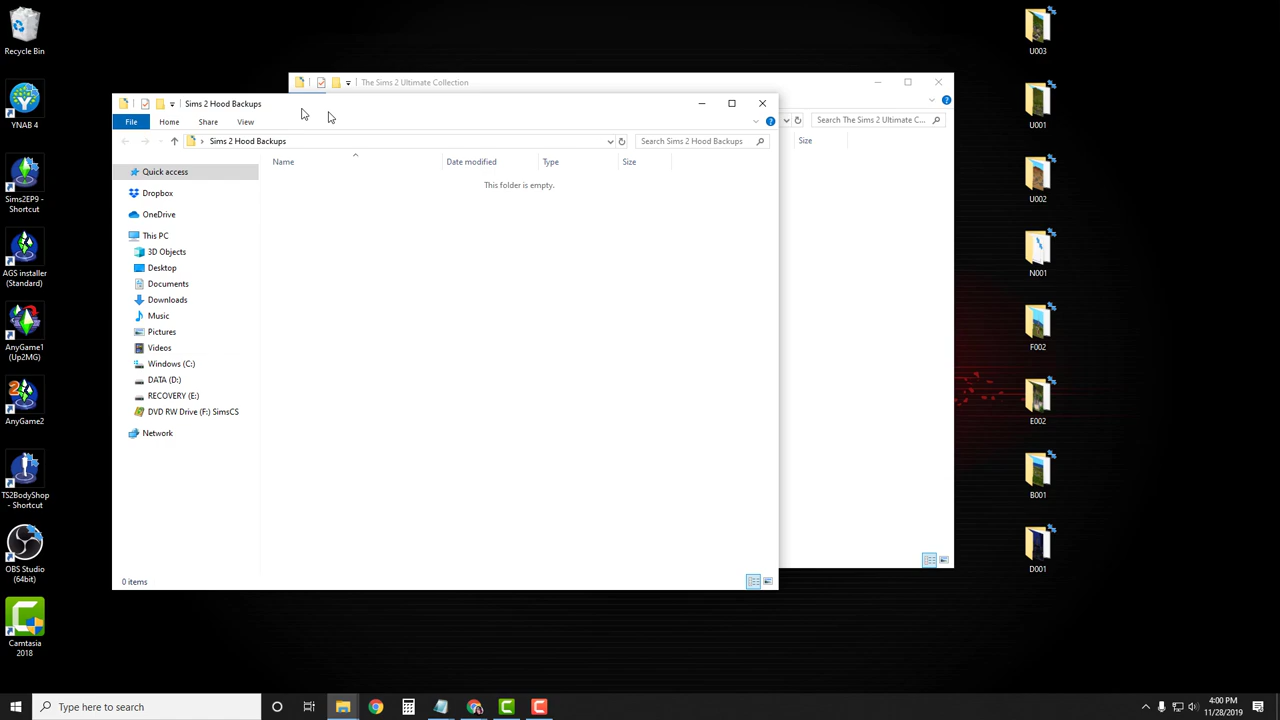 Recycle Bin
YNAB 4
Sims2EP9 -
Shortcut
AGS installer
(Standard)
AnyGame1
(Up2MG)
AnyGame2
TS2BodyShop
- Shortcut
OBS Studio
(64bit)
Camtasia
2018
The Sims 2 Ultimate Collection
Search The Sims 2 Ultimate C...
Size
Sims 2 Hood Backups
File
Home
Share
View
Sims 2 Hood Backups
Search Sims 2 Hood Backups
Name
Date modified
Type
Size
This folder is empty.
Quick access
Dropbox
OneDrive
This PC
3D Objects
Desktop
Documents
Downloads
Music
Pictures
Videos
Windows (C:)
DATA (D:)
RECOVERY (E:)
DVD RW Drive (F:) SimsCS
Network
0 items
U003
U001
U002
N001
F002
E002
B001
D001
Type here to search
4:00 PM
11/28/2019